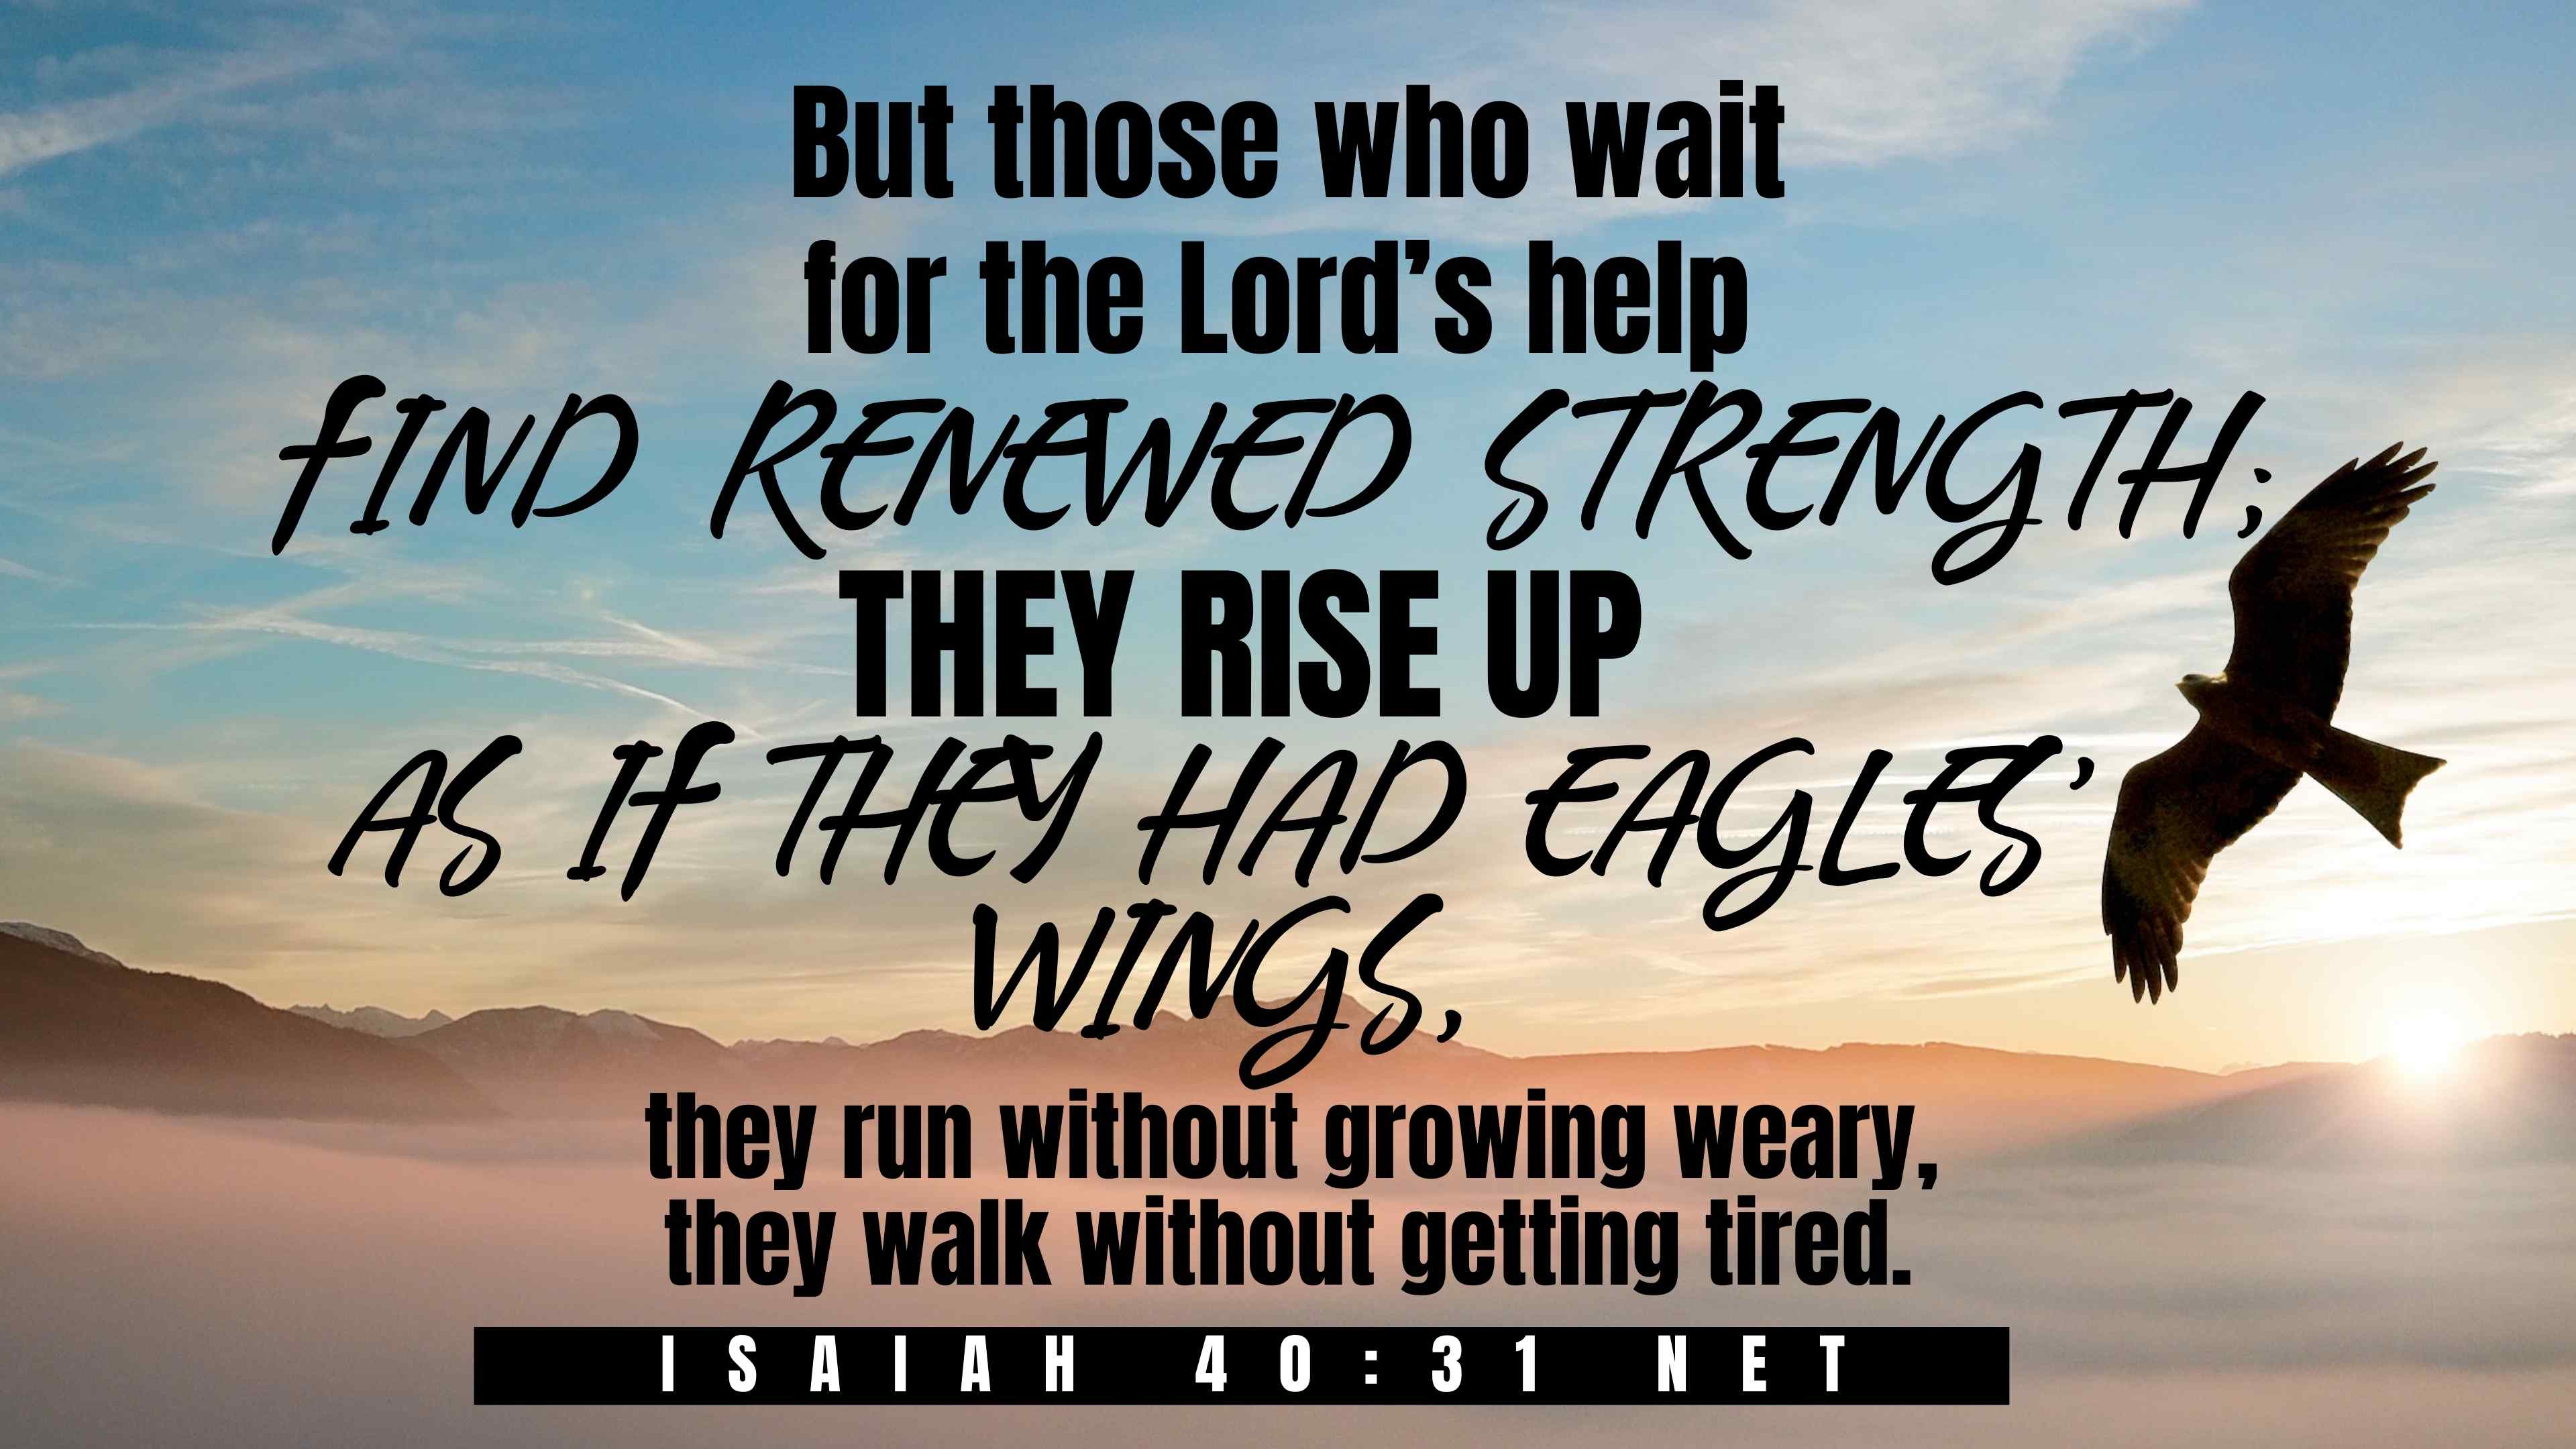 But those who wait
for the Lord’s help
FIND RENEWED STRENGTH;
THEY RISE UP
AS IF THEY HAD EAGLES’
WINGS,
they run without growing weary,
they walk without getting tired.
ISAIAH 40:31 NET